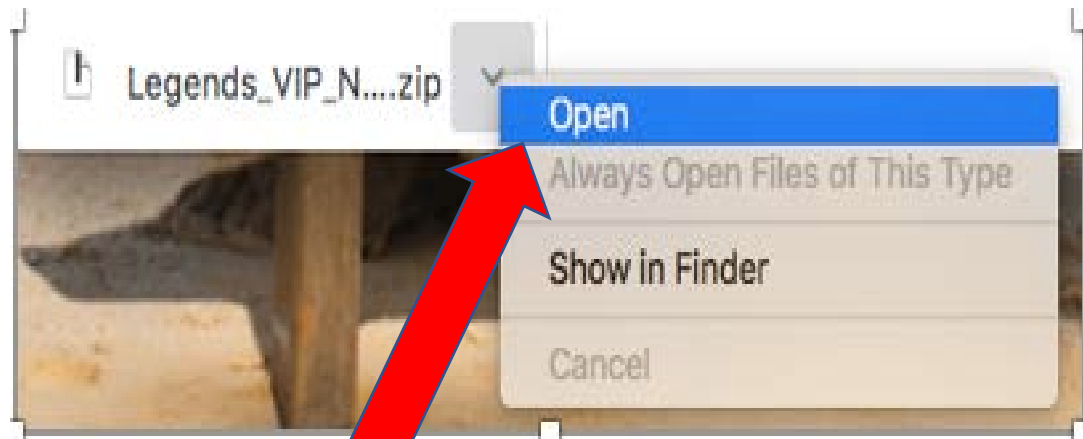 Legends_VIP_N....zip
Open
Always Open Files of This Type
Show in Finder
Cancel